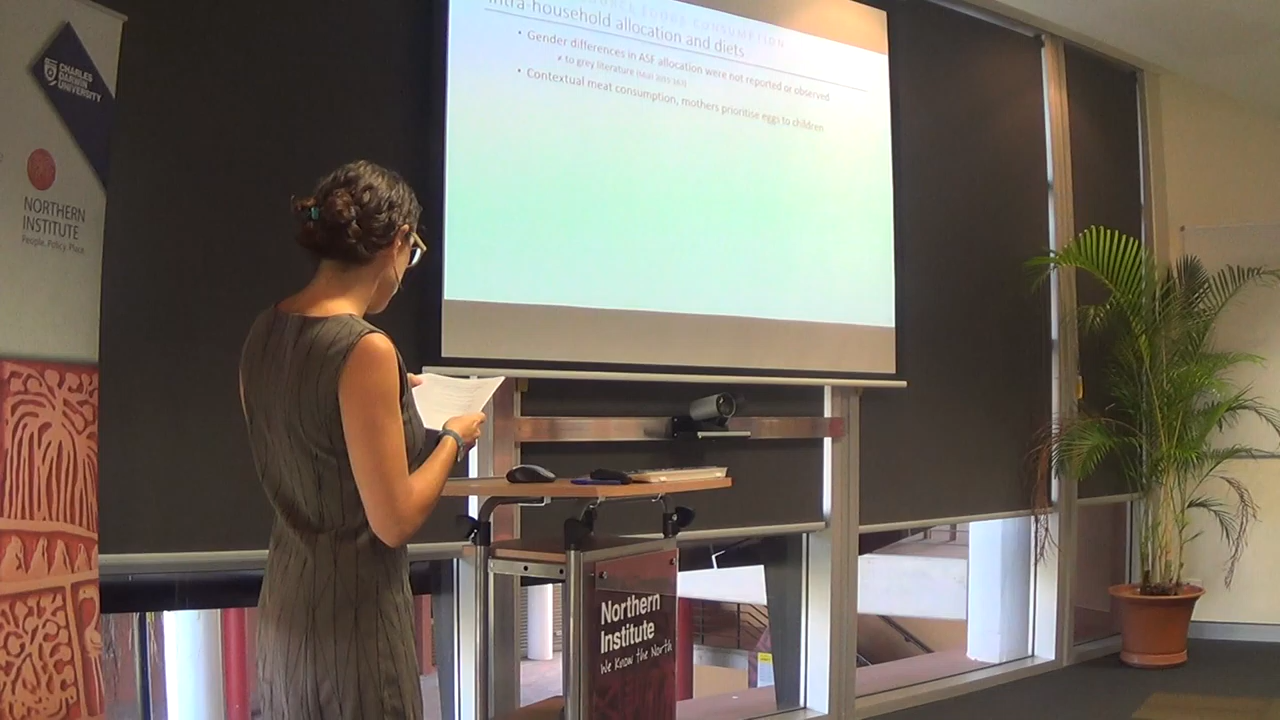 CHARLES
DARWIN
UNIVERSITY
NORTHERN
INSTITUTE
People. Policy. Place.
CONSUMPTION
Intra-household allocation and diets
• Gender differences in ASF allocation were not reported or observed
≠ to grey literature
• Contextual meat consumption, mothers prioritise eggs to children
Northern
Institute
We Know the North